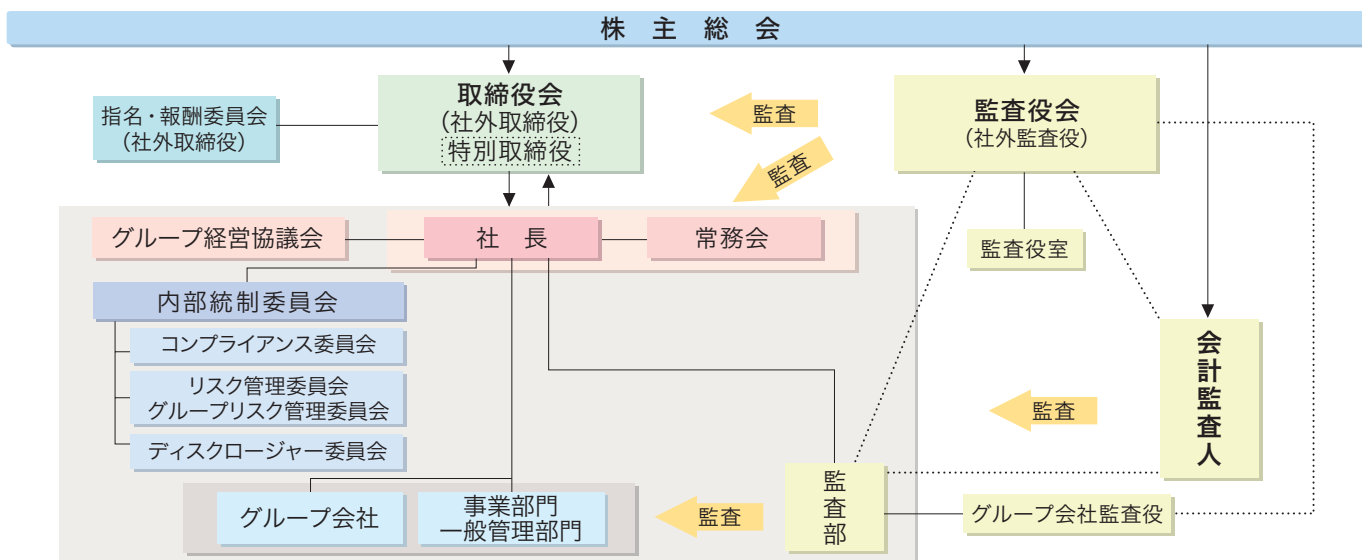 株主総会
取締役会
(社外取締役)
特別取締役
指名・報酬委員会
(社外取締役)
監査
監査
監査役会
(社外監査役)
監査役室
グループ経営協議会
社長
常務会
内部統制委員会
コンプライアンス委員会
リスク管理委員会
グループリスク管理委員会
ディスクロージャー委員会
会計監査人
監査
グループ会社
事業部門
一般管理部門
監査
監査部
グループ会社監査役